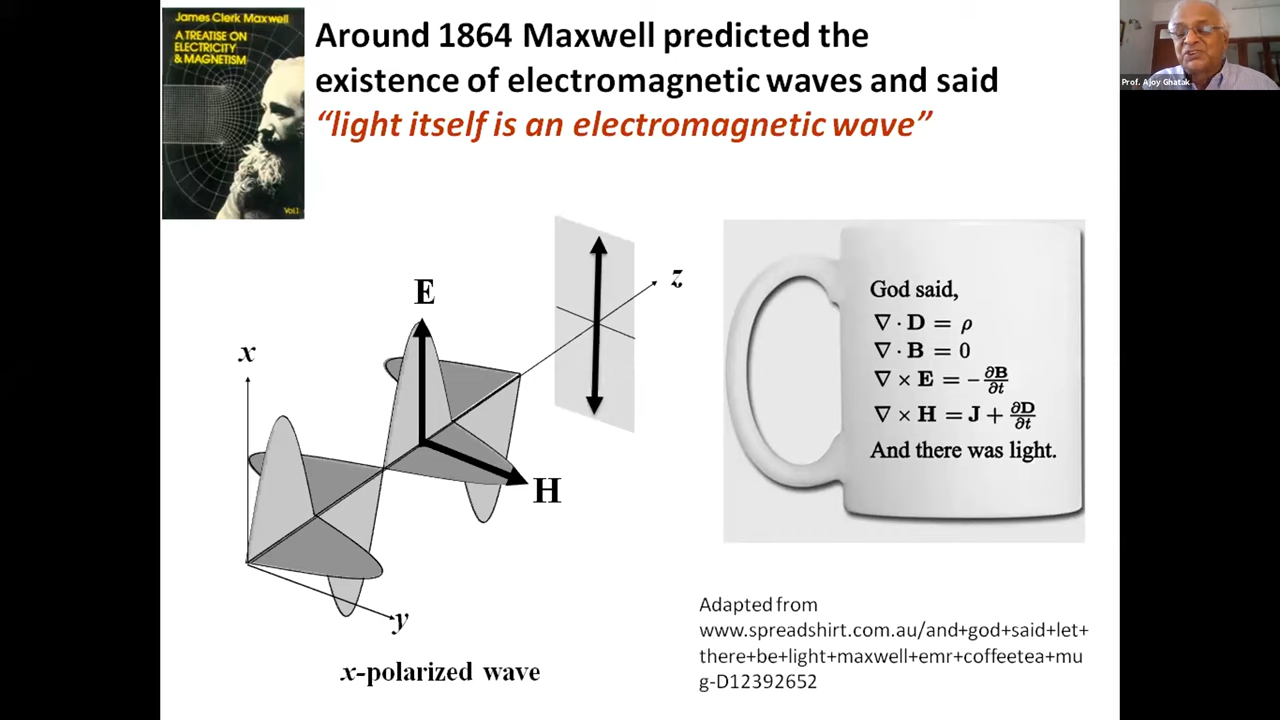 James Clerk Maxwell
A TREATISE ON
ELECTRICITY
& MAGNETISM
Vol.1
Around 1864 Maxwell predicted the
existence of electromagnetic waves and said
“light itself is an electromagnetic wave”
Prof. Ajoy Ghatak
x
E
z
H
y
x-polarized wave
God said,
∇ · D = ρ
∇ · B = 0
∇ × E = −∂B/∂t
∇ × H = J + ∂D/∂t
And there was light.
Adapted from
www.spreadshirt.com.au/and+god+said+let+
there+be+light+maxwell+emr+coffeetea+mu
g-D12392652